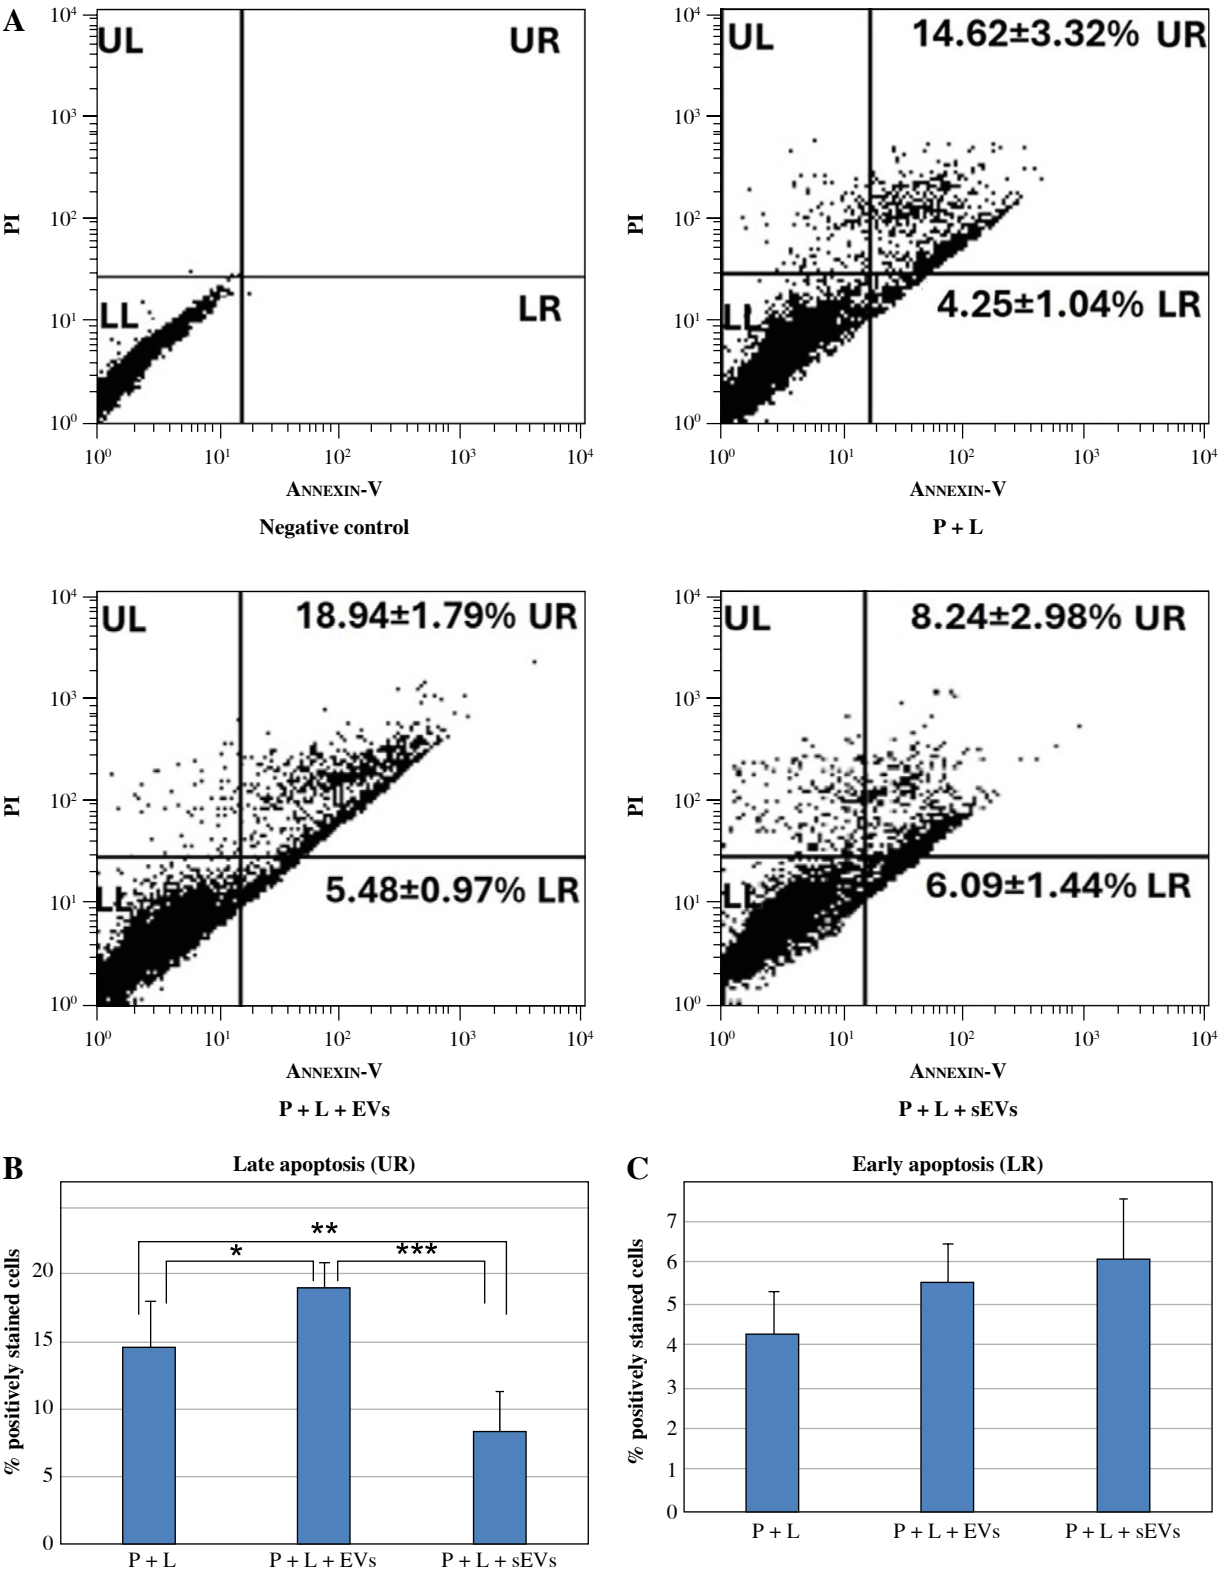 A
10⁴
10³
10²
10¹
10⁰
PI
UL
UR
LL
LR
10⁰ 10¹ 10² 10³ 10⁴
ANNEXIN-V
Negative control
10⁴
10³
10²
10¹
10⁰
PI
UL
14.62±3.32% UR
LL
4.25±1.04% LR
10⁰ 10¹ 10² 10³ 10⁴
ANNEXIN-V
P + L
10⁴
10³
10²
10¹
10⁰
PI
UL
18.94±1.79% UR
LL
5.48±0.97% LR
10⁰ 10¹ 10² 10³ 10⁴
ANNEXIN-V
P + L + EVs
10⁴
10³
10²
10¹
10⁰
PI
UL
8.24±2.98% UR
LL
6.09±1.44% LR
10⁰ 10¹ 10² 10³ 10⁴
ANNEXIN-V
P + L + sEVs
B
Late apoptosis (UR)
% positively stained cells
20
15
10
5
0
**
*
***
P + L P + L + EVs P + L + sEVs
C
Early apoptosis (LR)
% positively stained cells
7
6
5
4
3
2
1
0
P + L P + L + EVs P + L + sEVs